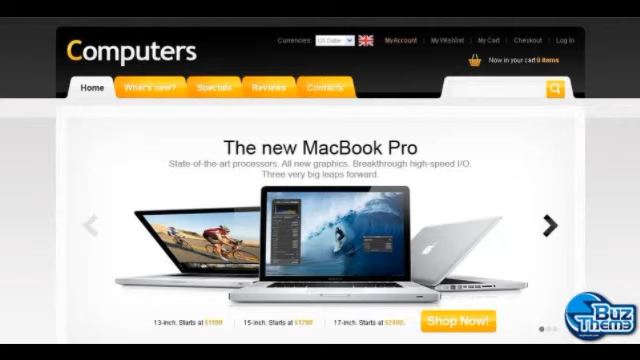 Computers
Currencies: US Dollar
My Account | My Wishlist | My Cart | Checkout | Log In
Now in your cart 0 items
Home
What's new?
Specials
Reviews
Contacts
The new MacBook Pro
State-of-the-art processors. All new graphics. Breakthrough high-speed I/O.
Three very big leaps forward.
13-inch. Starts at $1199
15-inch. Starts at $1799
17-inch. Starts at $2499.
Shop Now!
Buz
Them3